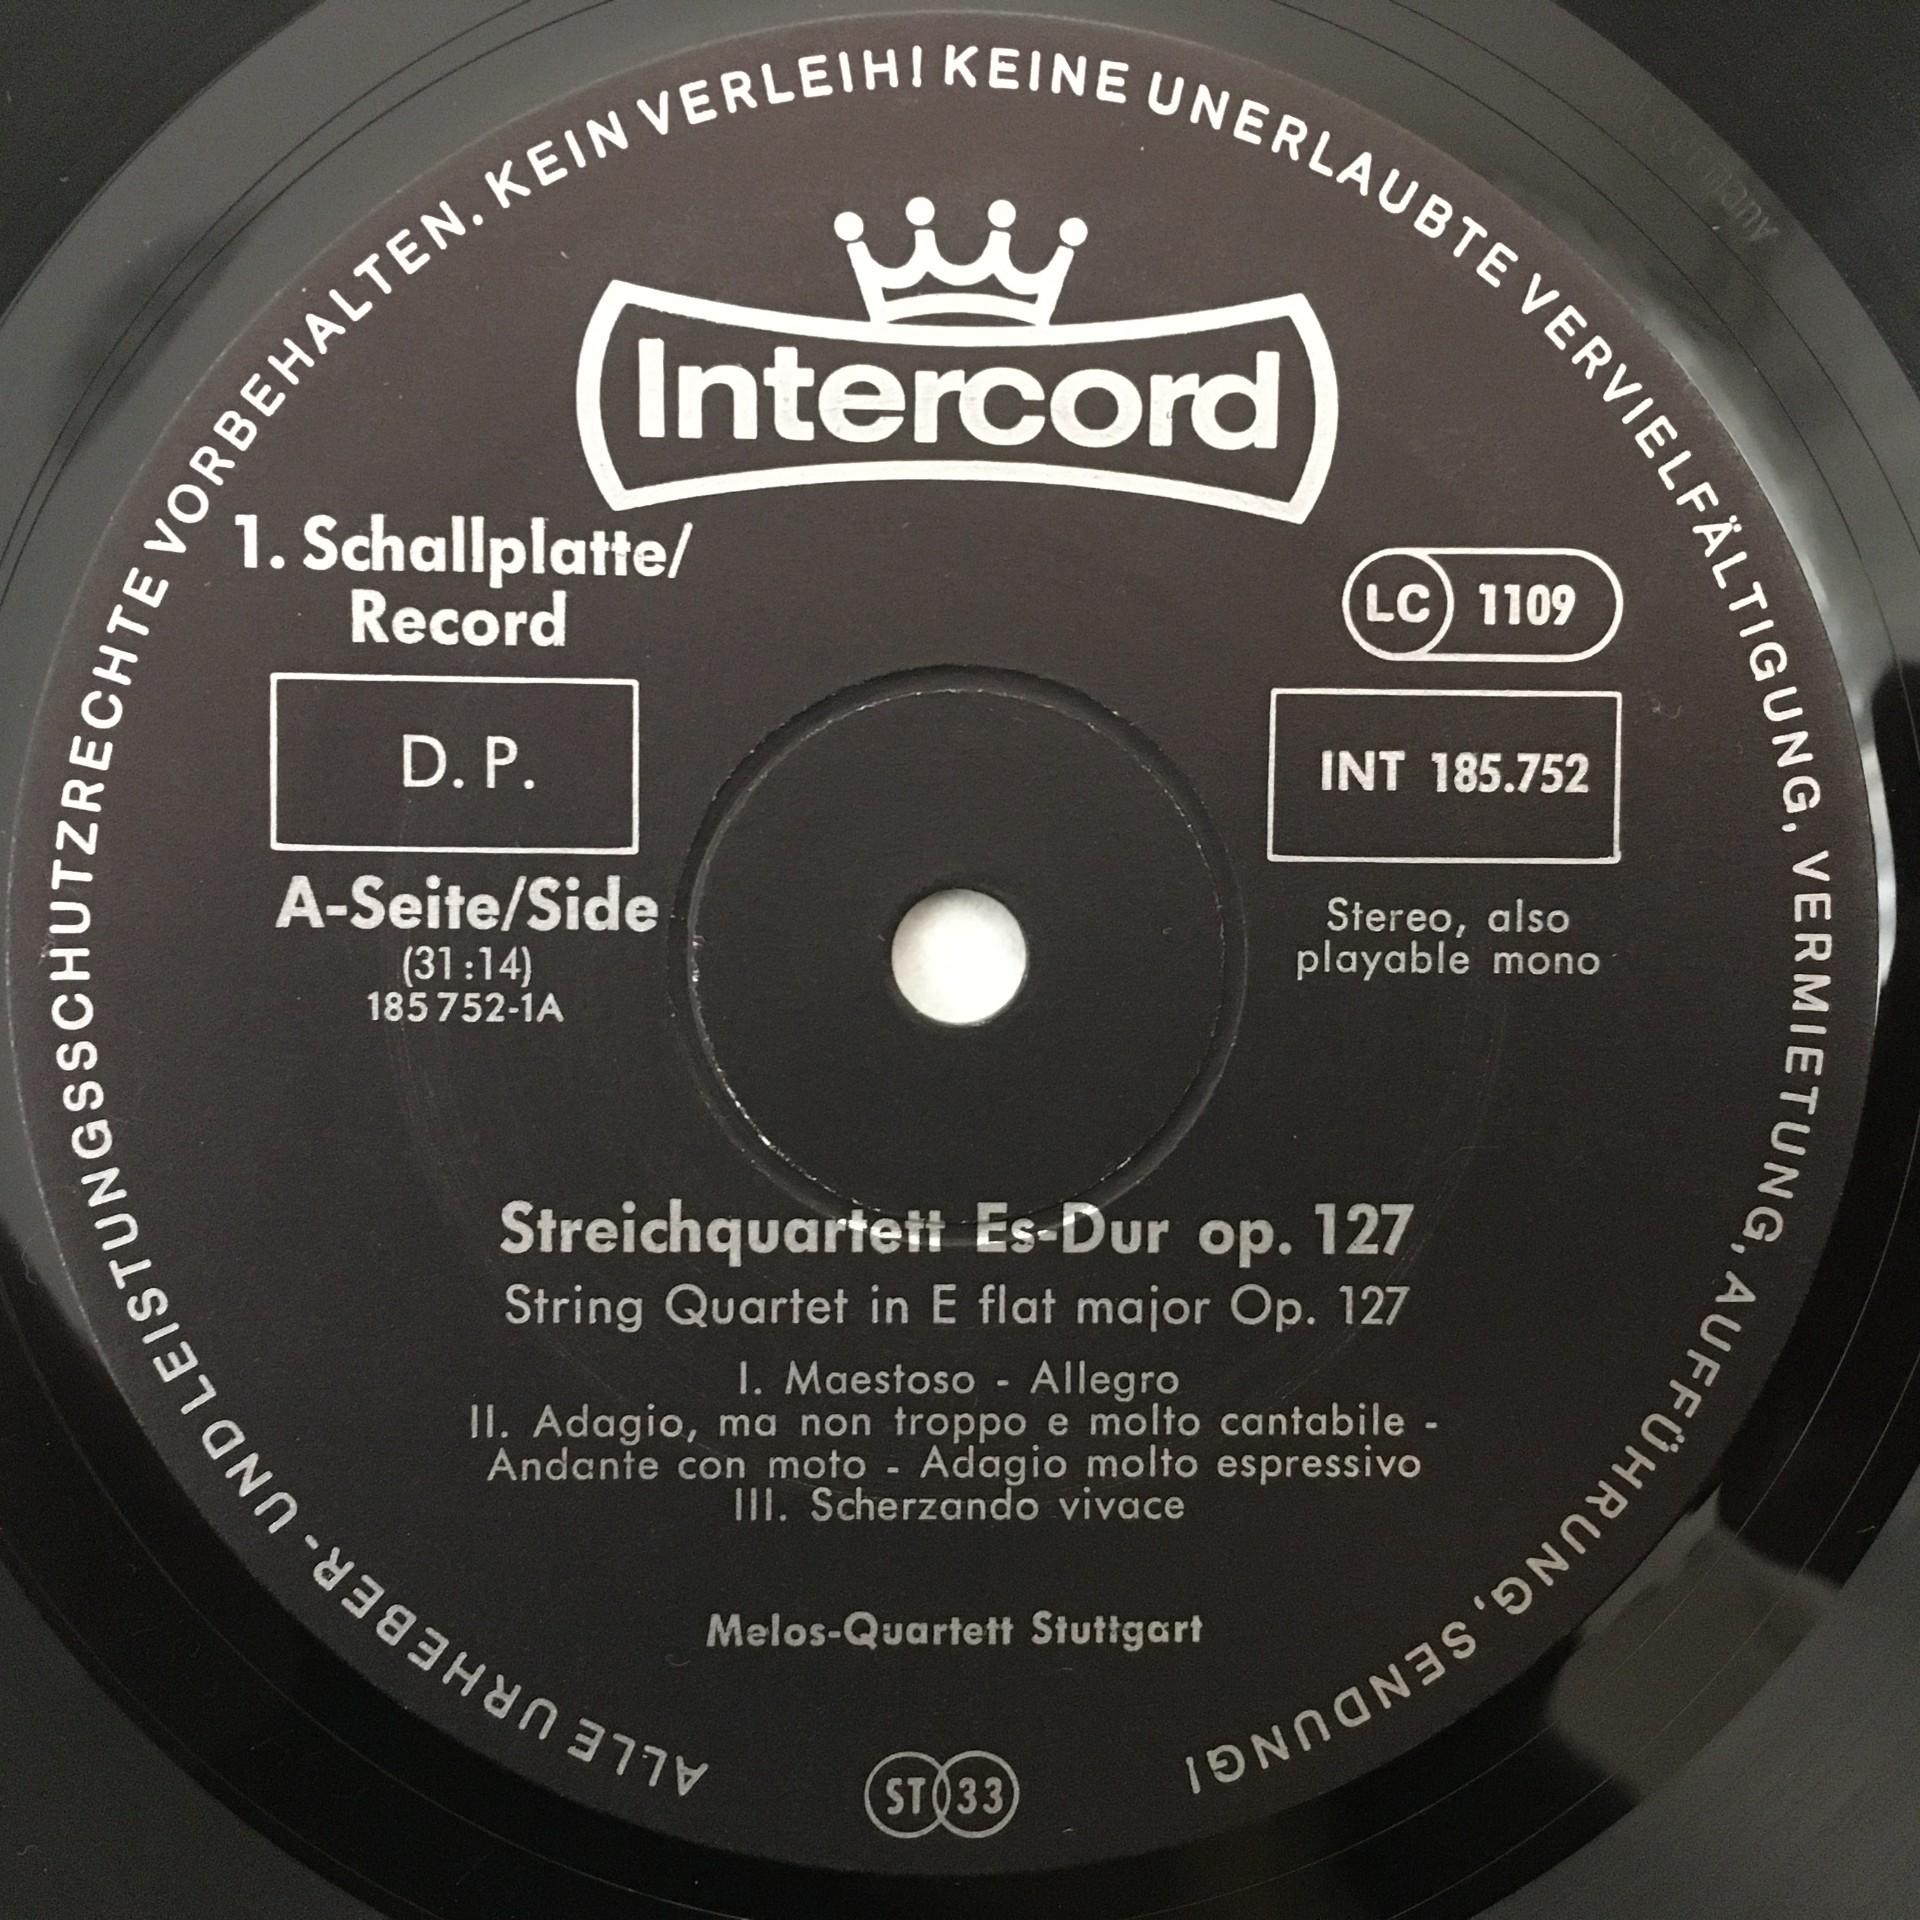 ALLE URHEBER- UND LEISTUNGSSCHUTZRECHTE VORBEHALTEN. KEIN VERLEIH! KEINE UNERLAUBTE VERVIELFÄLTIGUNG, VERMIETUNG, AUFFÜHRUNG, SENDUNG!
Intercord
1. Schallplatte/
Record
LC 1109
D. P.
INT 185.752
A-Seite/Side
(31:14)
185 752-1A
Stereo, also
playable mono
Streichquartett Es-Dur op. 127
String Quartet in E flat major Op. 127
I. Maestoso - Allegro
II. Adagio, ma non troppo e molto cantabile -
Andante con moto - Adagio molto espressivo
III. Scherzando vivace
Melos-Quartett Stuttgart
ST 33